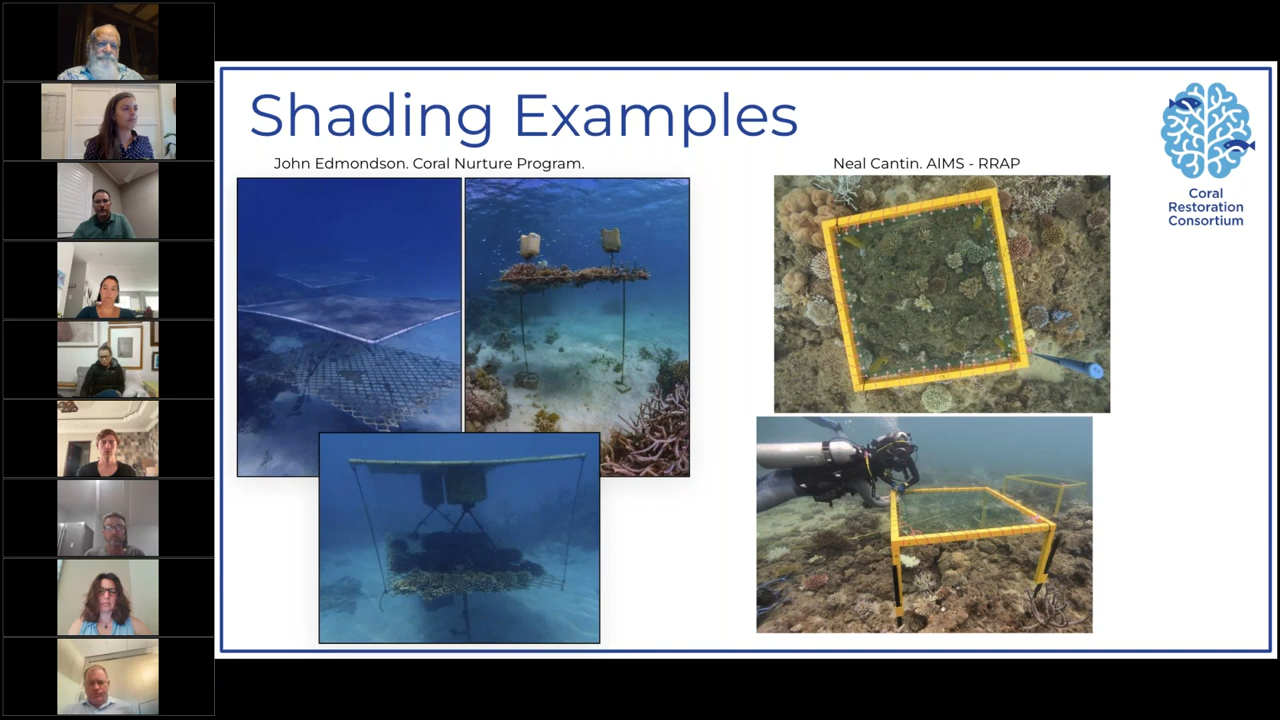 Shading Examples
John Edmondson. Coral Nurture Program.
Neal Cantin. AIMS - RRAP
Coral
Restoration
Consortium